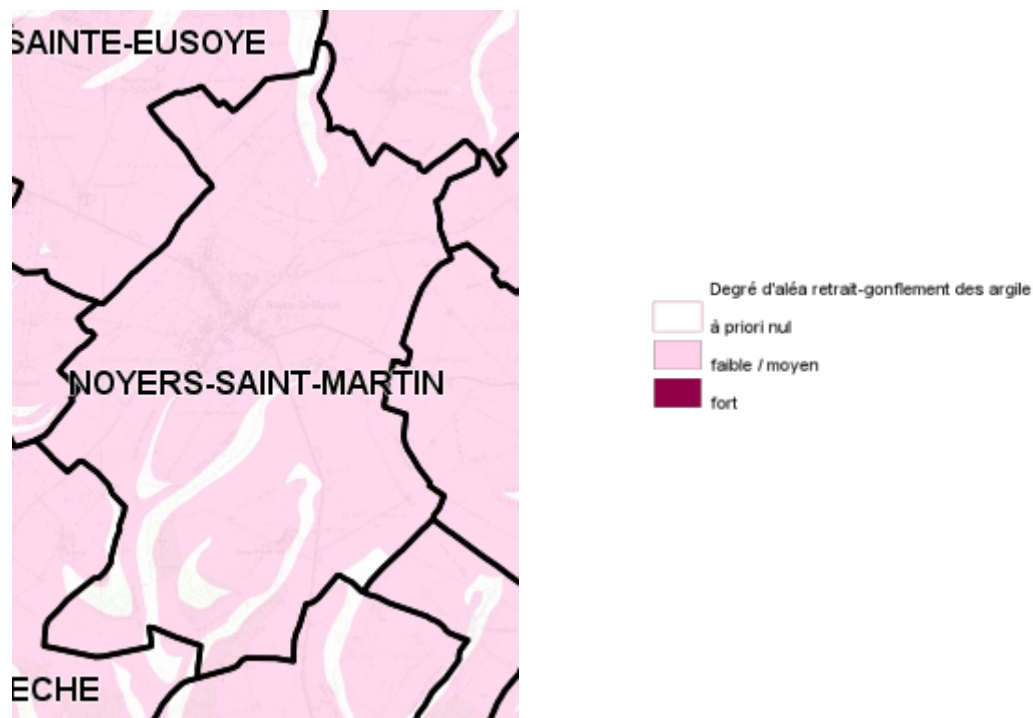 SAINTE-EUSOYE
NOYERS-SAINT-MARTIN
ECHE
Degré d'aléa retrait-gonflement des argile
à priori nul
faible / moyen
fort